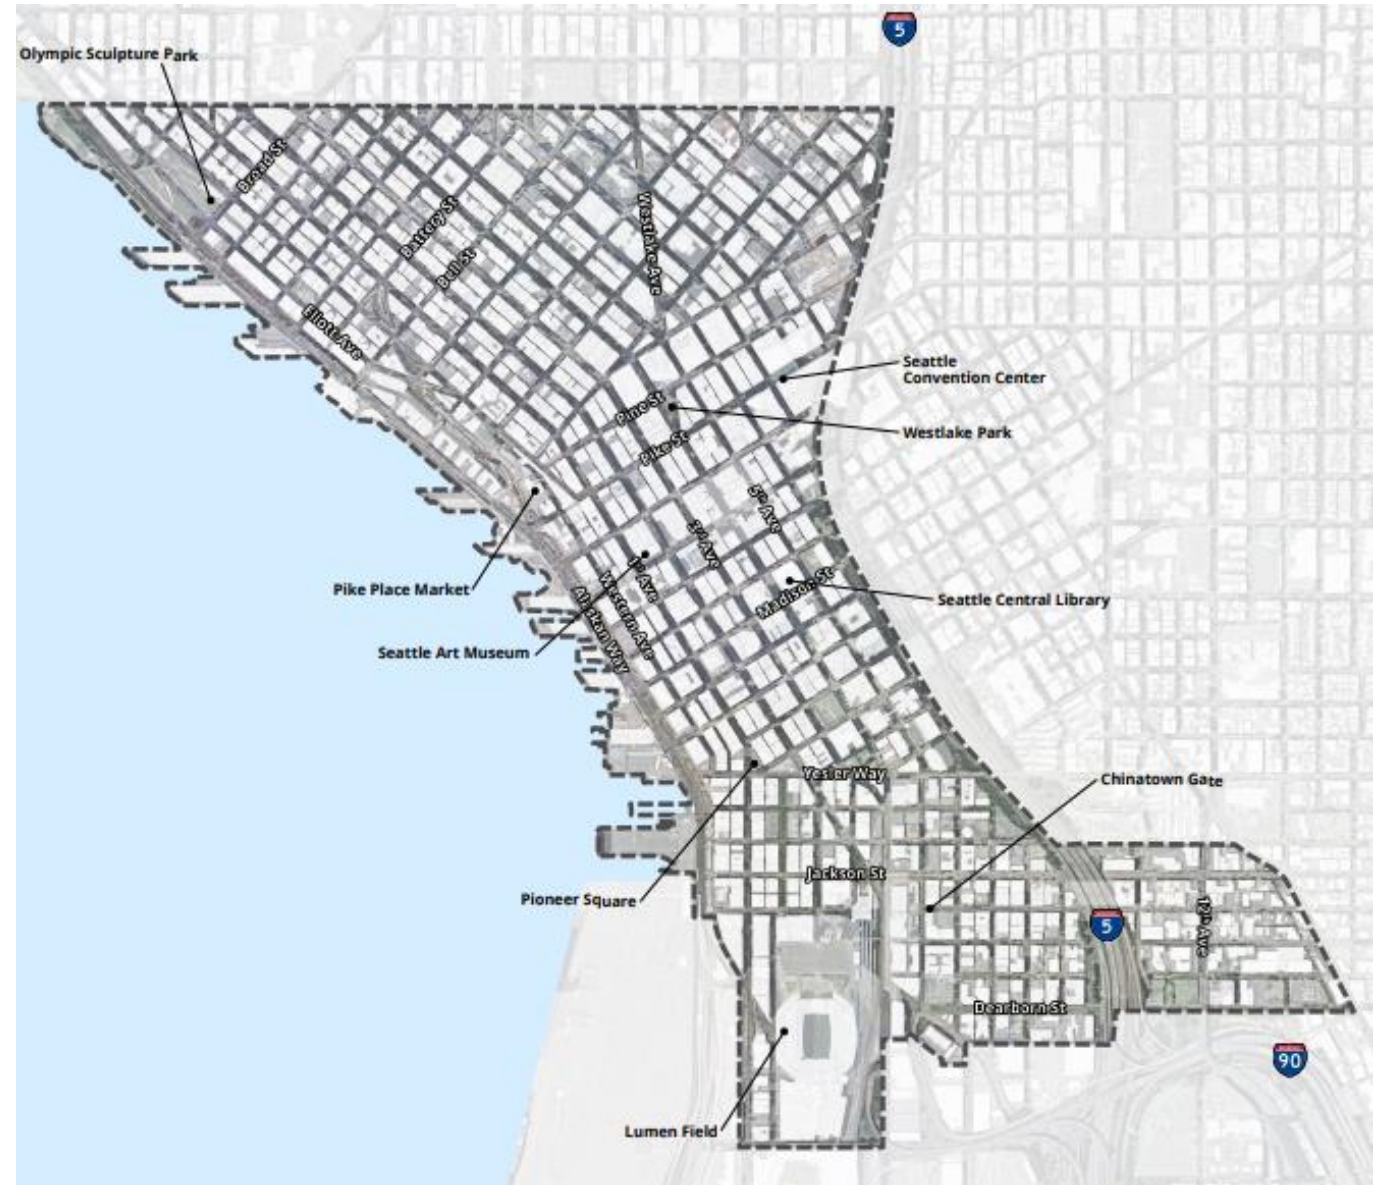 5
Olympic Sculpture Park
Broad St
Battery St
Bell St
Westlake Ave
Eliott Ave
Seattle
Convention Center
Pine St
Westlake Park
Pike St
5th Ave
3rd Ave
Pike Place Market
1st Ave
Western Ave
Alaskan Way
Madison St
Seattle Central Library
Seattle Art Museum
Yesler Way
Chinatown Gate
Jackson St
Pioneer Square
5
12th Ave
Dearborn St
90
Lumen Field